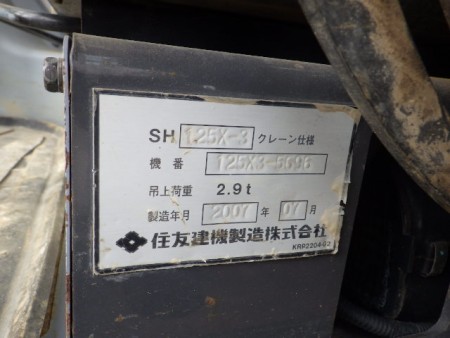 SH 125X-3 クレーン仕様
機番 125X3-5696
吊上荷重 2.9t
製造年月 2007 年 07 月
住友建機製造株式会社
KRP2204-02